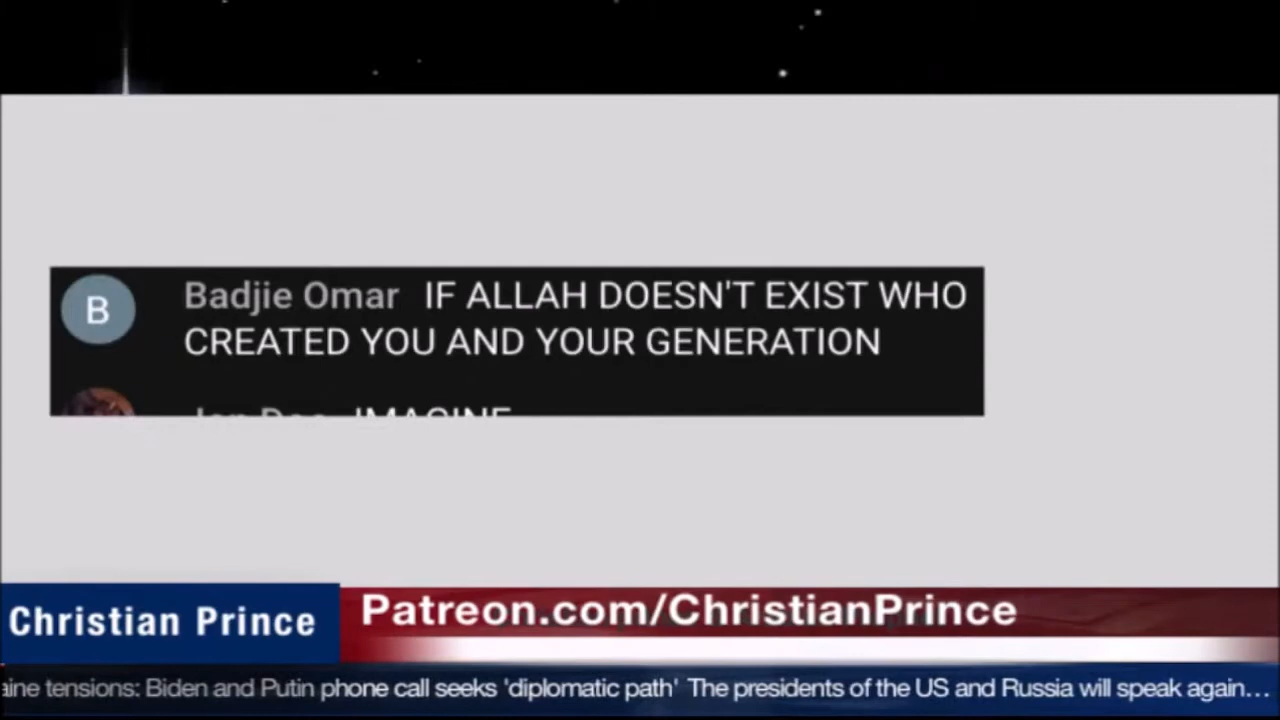 B
Badjie Omar IF ALLAH DOESN'T EXIST WHO
CREATED YOU AND YOUR GENERATION
IMAGINE
Christian Prince
Patreon.com/ChristianPrince
tensions: Biden and Putin phone call seeks 'diplomatic path' The presidents of the US and Russia will speak again…